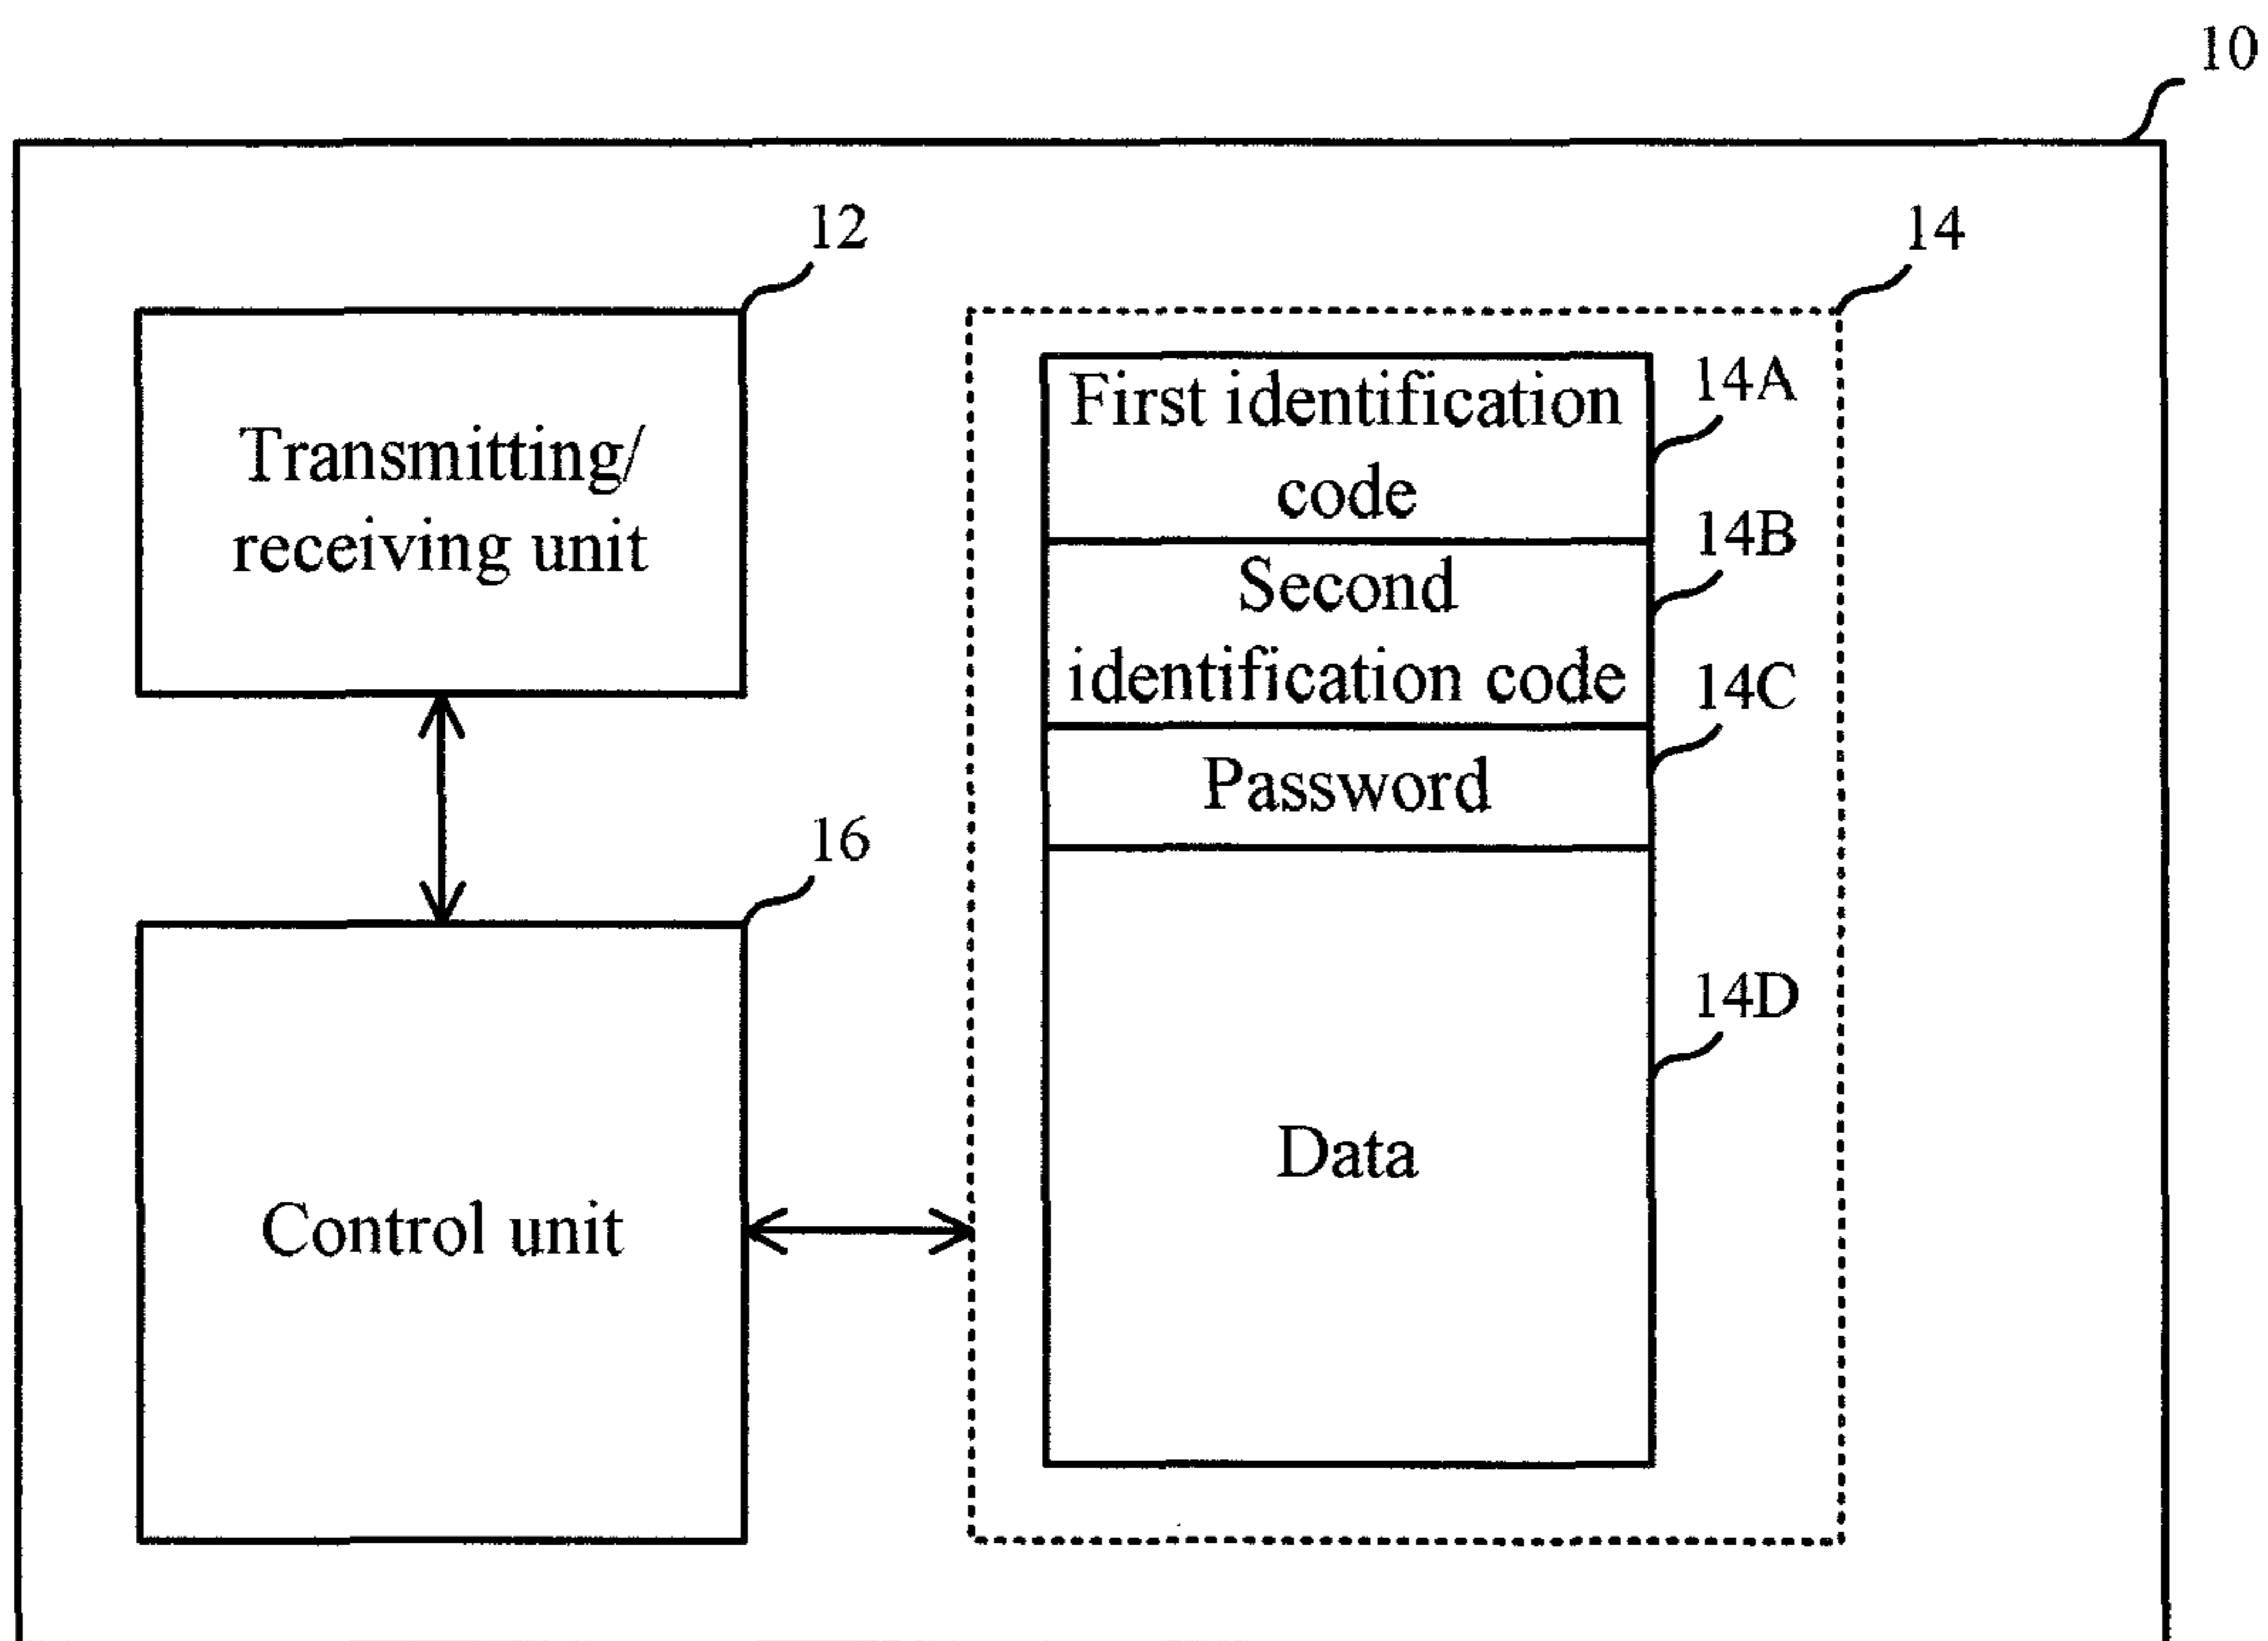 10
12
14
Transmitting/
receiving unit
First identification
code
14A
Second
identification code
14B
Password
14C
16
Control unit
Data
14D